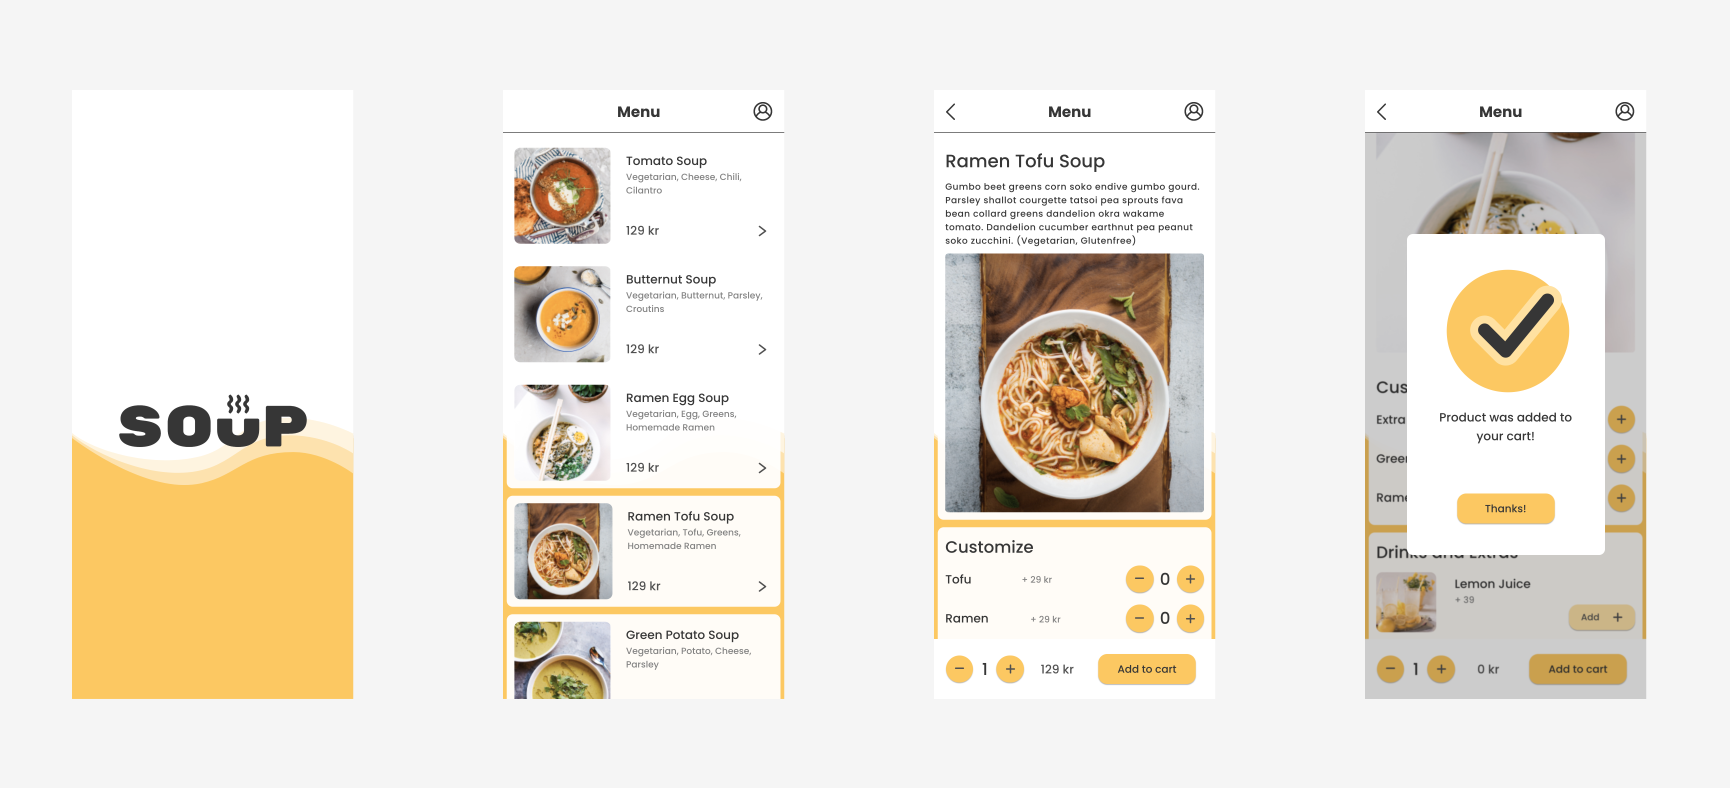 SOUP
Menu
Tomato Soup
Vegetarian, Cheese, Chili,
Cilantro
129 kr
Butternut Soup
Vegetarian, Butternut, Parsley,
Croutins
129 kr
Ramen Egg Soup
Vegetarian, Egg, Greens,
Homemade Ramen
129 kr
Ramen Tofu Soup
Vegetarian, Tofu, Greens,
Homemade Ramen
129 kr
Green Potato Soup
Vegetarian, Potato, Cheese,
Parsley
Menu
Ramen Tofu Soup
Gumbo beet greens corn soko endive gumbo gourd.
Parsley shallot courgette tatsoi pea sprouts fava
bean collard greens dandelion okra wakame
tomato. Dandelion cucumber earthnut pea peanut
soko zucchini. (Vegetarian, Glutenfree)
Customize
Tofu + 29 kr − 0 +
Ramen + 29 kr − 0 +
− 1 + 129 kr Add to cart
Menu
Product was added to
your cart!
Thanks!
Cus
Extra +
Gree +
Rame +
Drinks and Extras
Lemon Juice
+ 39
Add +
− 1 + 0 kr Add to cart